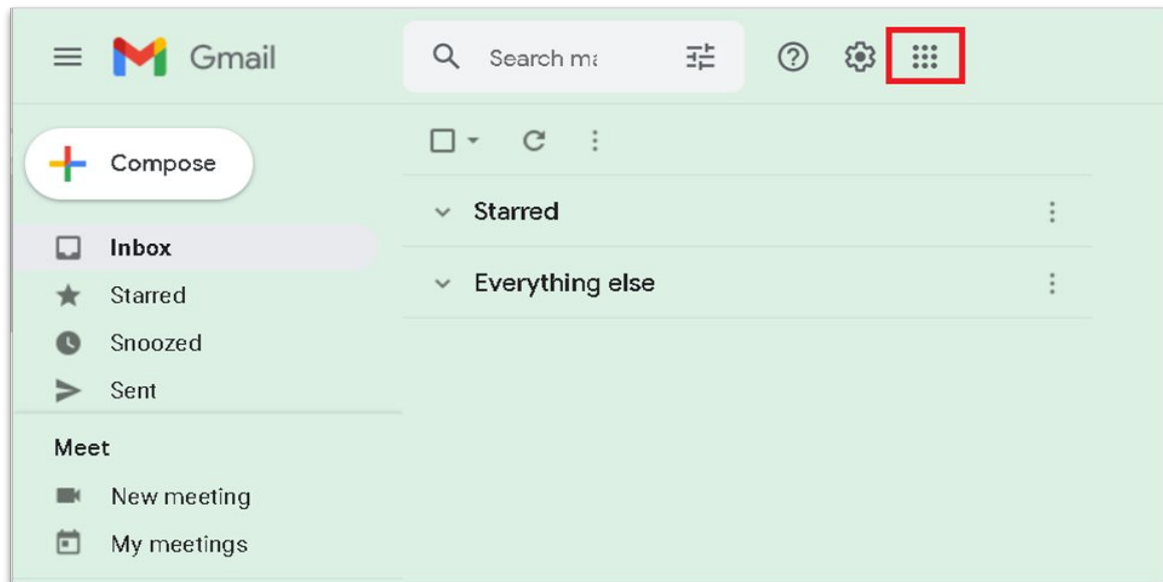 Gmail
Search ma
Compose
Inbox
Starred
Snoozed
Sent
Meet
New meeting
My meetings
Starred
Everything else